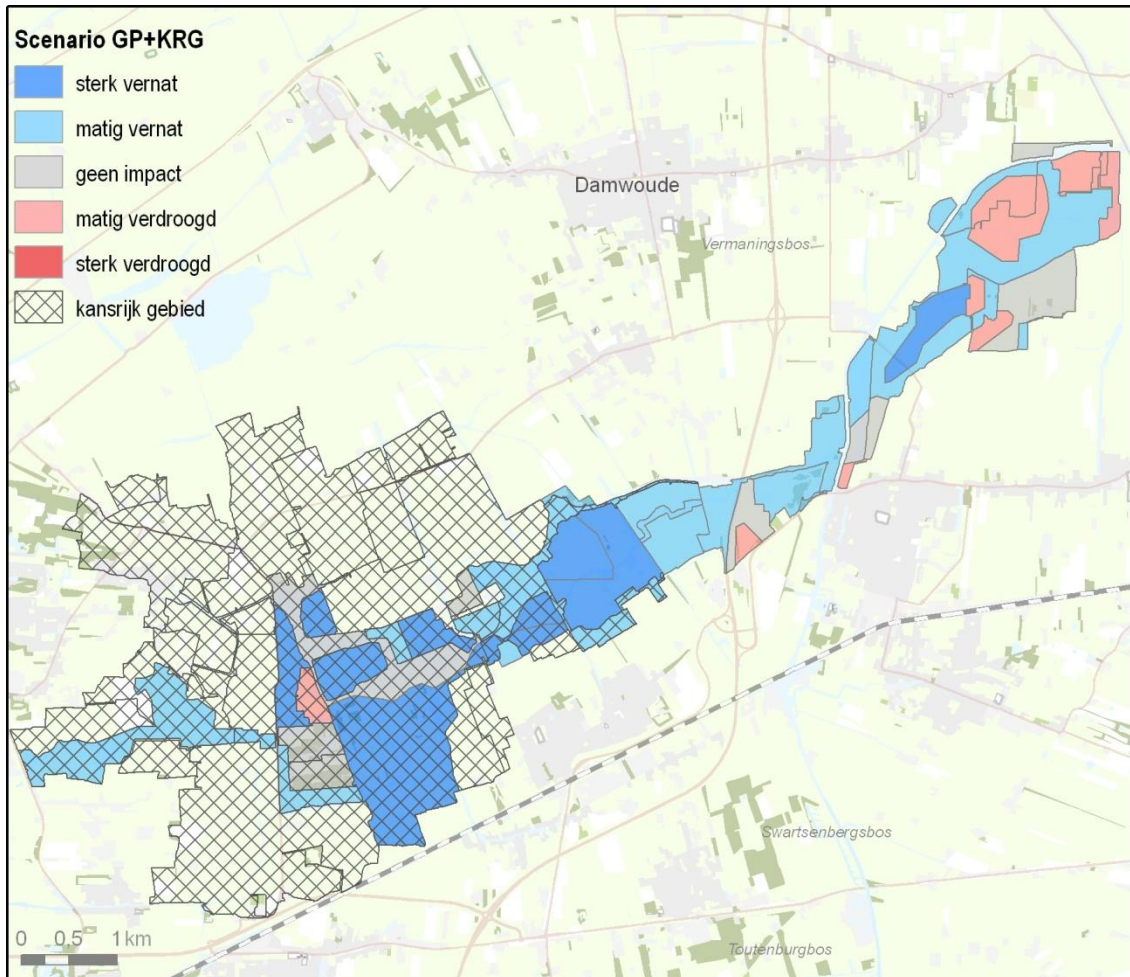 Scenario GP+KRG
sterk vernat
matig vernat
geen impact
matig verdroogd
sterk verdroogd
kansrijk gebied
Damwoude
Vermaningsbos
Swartsenbergsbos
Toutenburgbos
0 0.5 1 km